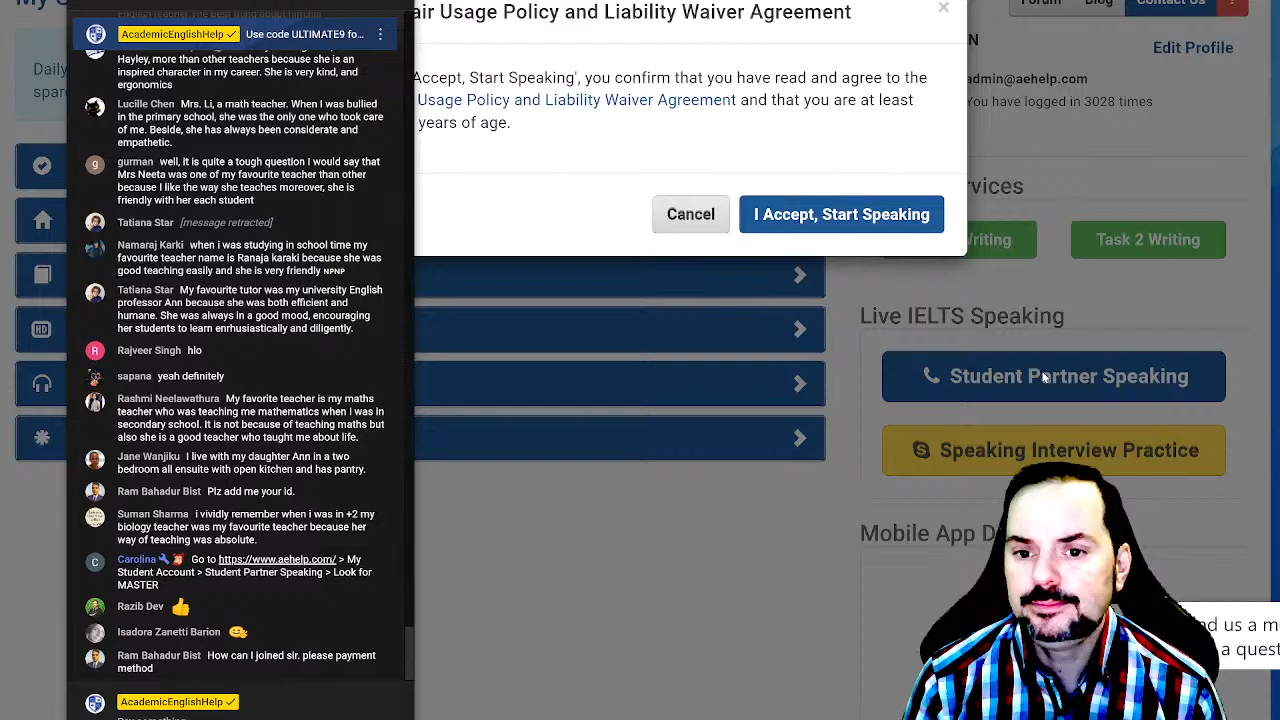 AcademicEnglishHelp ✓ Use code ULTIMATE9 fo...
Hayley, more than other teachers because she is an
inspired character in my career. She is very kind, and
ergonomics
Lucille Chen Mrs. Li, a math teacher. When I was bullied
in the primary school, she was the only one who took care
of me. Beside, she has always been considerate and
empathetic.
gurman well, it is quite a tough question I would say that
Mrs Neeta was one of my favourite teacher than other
because I like the way she teaches moreover, she is
friendly with her each student
Tatiana Star [message retracted]
Namaraj Karki when i was studying in school time my
favourite teacher name is Ranaja karaki because she was
good teaching easily and she is very friendly NPNP
Tatiana Star My favourite tutor was my university English
professor Ann because she was both efficient and
humane. She was always in a good mood, encouraging
her students to learn enrhusiastically and diligently.
Rajveer Singh hlo
sapana yeah definitely
Rashmi Neelawathura My favorite teacher is my maths
teacher who was teaching me mathematics when I was in
secondary school. It is not because of teaching maths but
also she is a good teacher who taught me about life.
Jane Wanjiku I live with my daughter Ann in a two
bedroom all ensuite with open kitchen and has pantry.
Ram Bahadur Bist Plz add me your id.
Suman Sharma i vividly remember when i was in +2 my
biology teacher was my favourite teacher because her
way of teaching was absolute.
Carolina Go to https://www.aehelp.com/ > My
Student Account > Student Partner Speaking > Look for
MASTER
Razib Dev 👍
Isadora Zanetti Barion
Ram Bahadur Bist How can I joined sir. please payment
method
AcademicEnglishHelp ✓
air Usage Policy and Liability Waiver Agreement
Accept, Start Speaking', you confirm that you have read and agree to the
Usage Policy and Liability Waiver Agreement and that you are at least
years of age.
Cancel
I Accept, Start Speaking
Daily
spare
HD
Forum
Blog
Contact Us
N
Edit Profile
admin@aehelp.com
You have logged in 3028 times
rvices
Writing
Task 2 Writing
Live IELTS Speaking
Student Partner Speaking
Speaking Interview Practice
Mobile App D
nd us a m
a quest